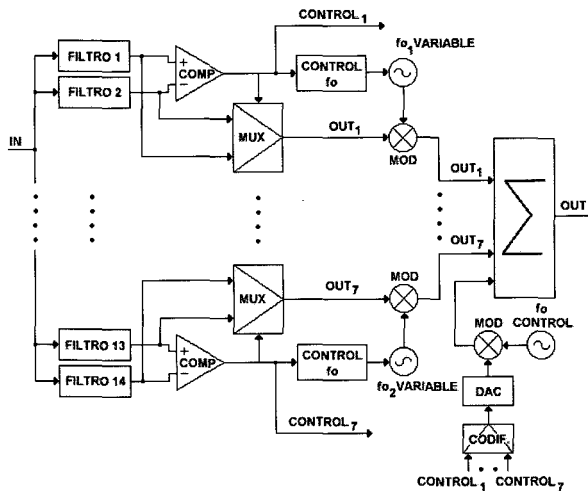 CONTROL1
fo1 VARIABLE
FILTRO 1
+
−
COMP
CONTROL
fo
FILTRO 2
IN
MUX
OUT1
MOD
OUT1
OUT
OUT7
MUX
OUT7
MOD
fo
CONTROL
MOD
FILTRO 13
+
−
COMP
CONTROL
fo
fo2 VARIABLE
FILTRO 14
DAC
CONTROL7
CODIF.
CONTROL1
CONTROL7